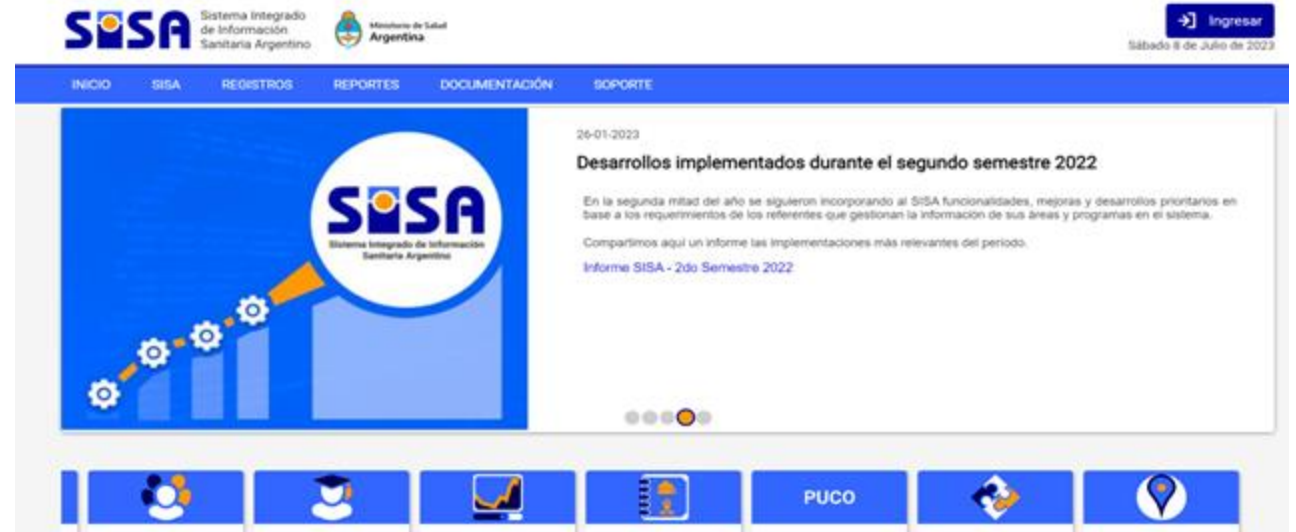 SISA
Sistema Integrado
de Información
Sanitaria Argentino
Ministerio de Salud
Argentina
Ingresar
Sábado 8 de Julio de 2023
INICIO SISA REGISTROS REPORTES DOCUMENTACIÓN SOPORTE
SISA
Sistema Integrado de Información
Sanitaria Argentino
26-01-2023
Desarrollos implementados durante el segundo semestre 2022
En la segunda mitad del año se siguieron incorporando al SISA funcionalidades, mejoras y desarrollos prioritarios en
base a los requerimientos de los referentes que gestionan la información de sus áreas y programas en el sistema.
Compartimos aquí un informe las implementaciones más relevantes del período.
Informe SISA - 2do Semestre 2022
PUCO